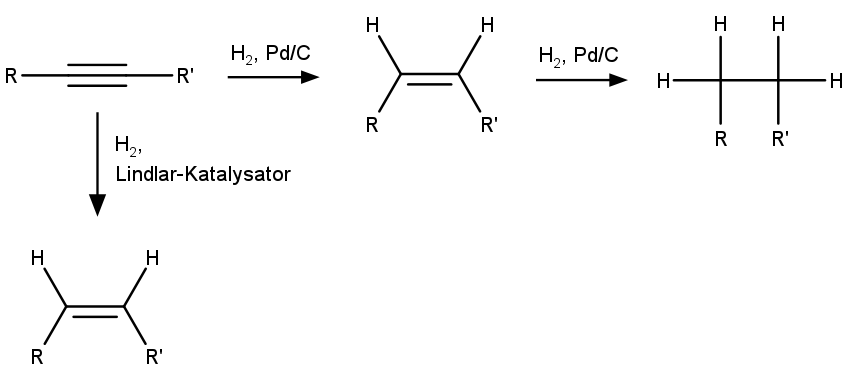 R R'
H₂, Pd/C
H H
R R'
H₂, Pd/C
H H
H H
R R'
H₂,
Lindlar-Katalysator
H H
R R'